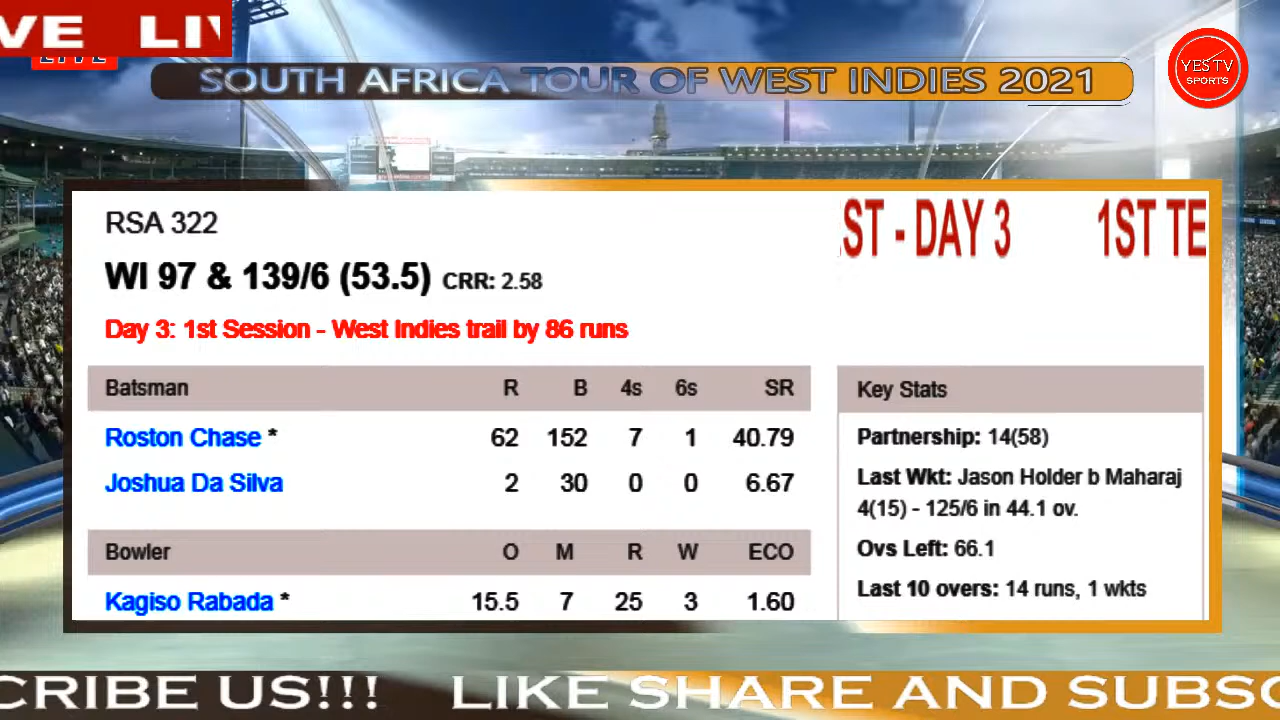 VE LIV
LIVE
SOUTH AFRICA TOUR OF WEST INDIES 2021
YES TV
SPORTS
RSA 322
ST - DAY 3 1ST TE
WI 97 & 139/6 (53.5) CRR: 2.58
Day 3: 1st Session - West Indies trail by 86 runs
Batsman R B 4s 6s SR
Roston Chase * 62 152 7 1 40.79
Joshua Da Silva 2 30 0 0 6.67
Bowler O M R W ECO
Kagiso Rabada * 15.5 7 25 3 1.60
Key Stats
Partnership: 14(58)
Last Wkt: Jason Holder b Maharaj
4(15) - 125/6 in 44.1 ov.
Ovs Left: 66.1
Last 10 overs: 14 runs, 1 wkts
CRIBE US!!! LIKE SHARE AND SUBSC